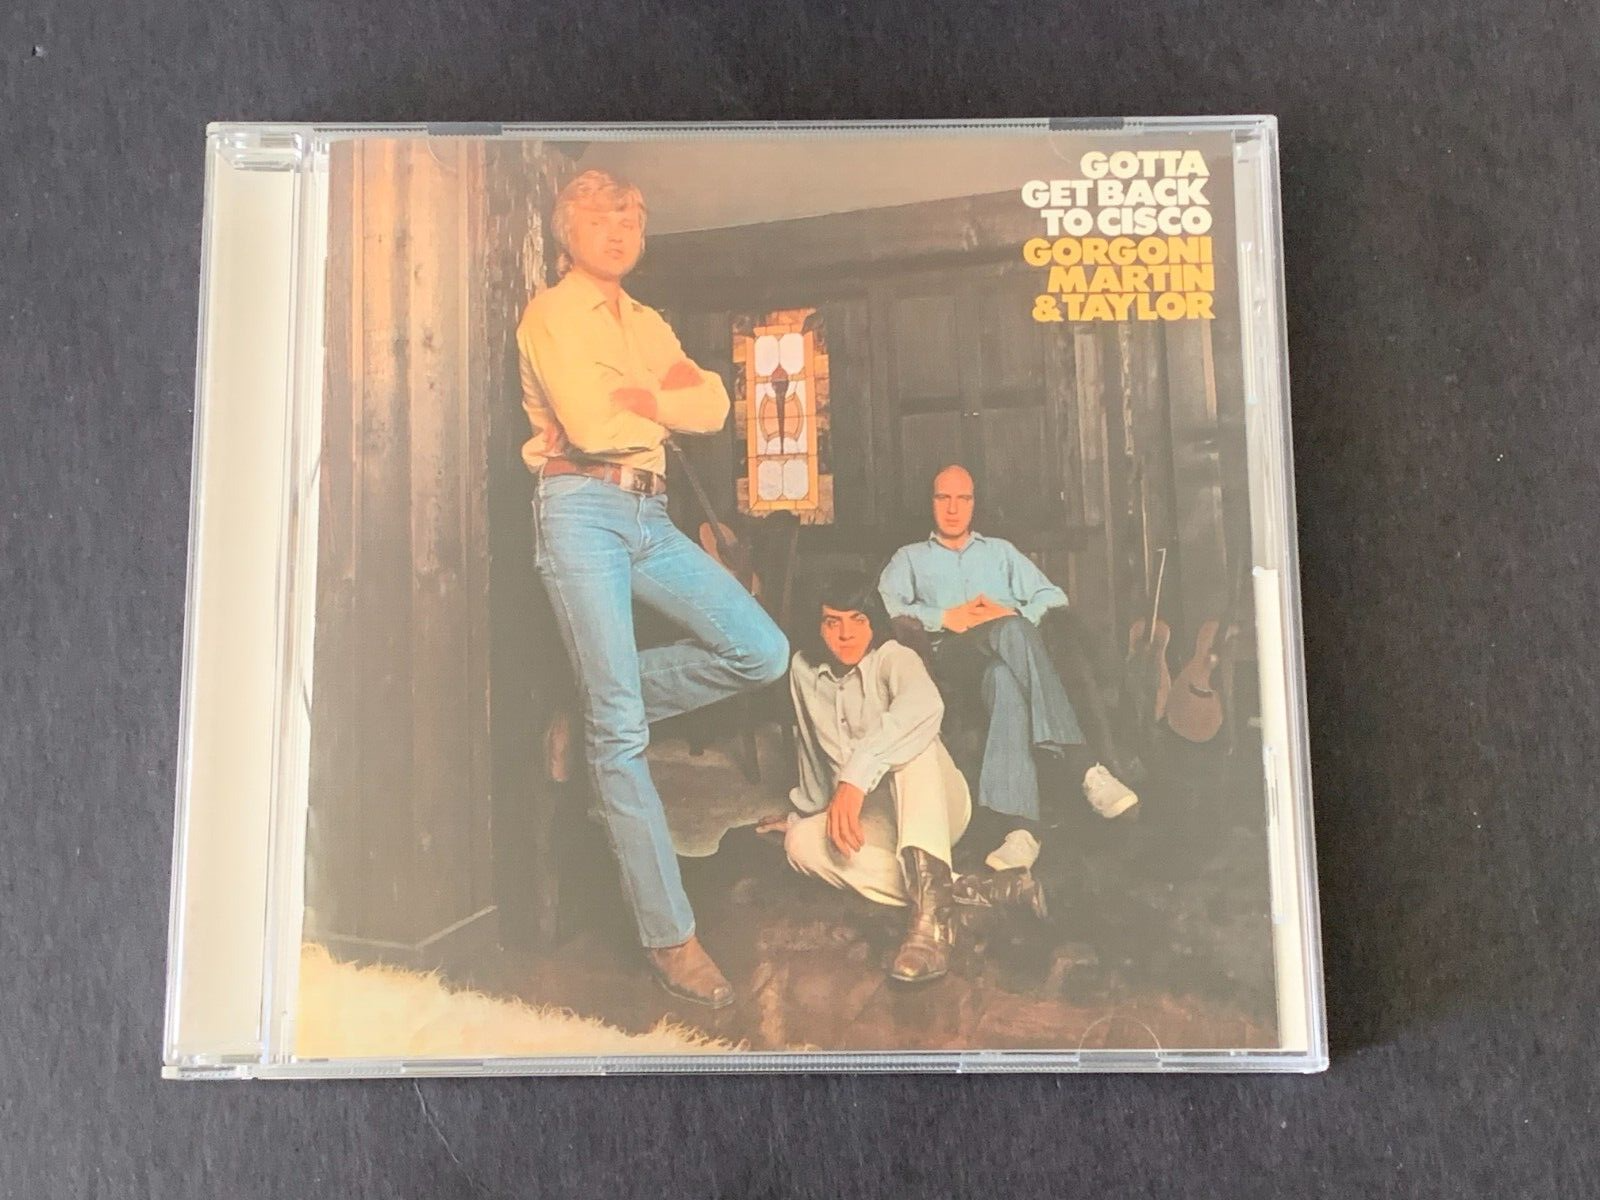 GOTTA
GET BACK
TO CISCO
GORGONI
MARTIN
& TAYLOR